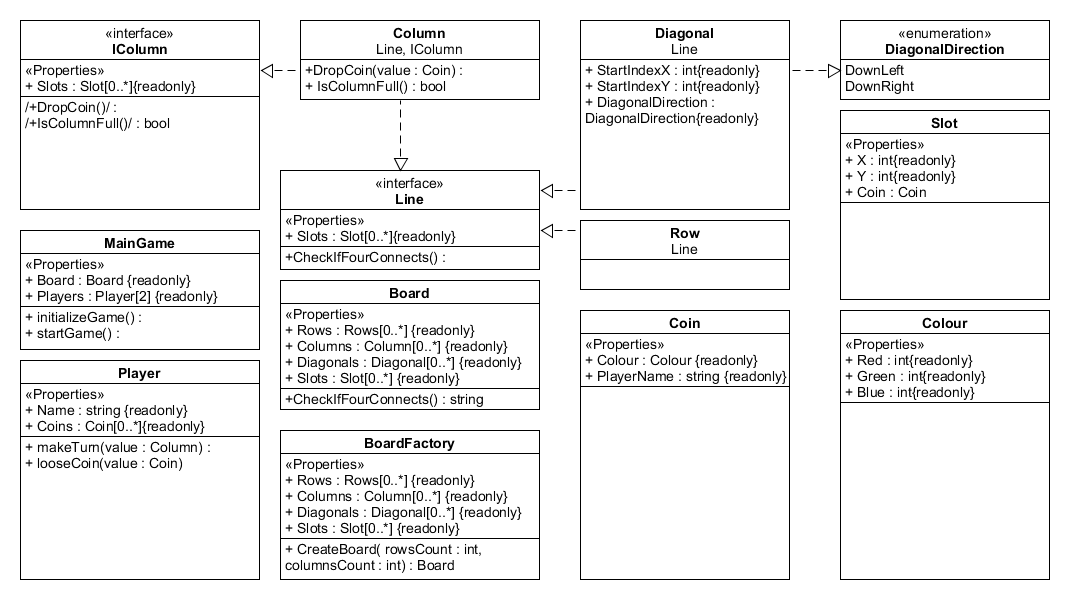 «interface»
IColumn
«Properties»
+ Slots : Slot[0..*]{readonly}
/+DropCoin()/ :
/+IsColumnFull()/ : bool
Column
Line, IColumn
+DropCoin(value : Coin) :
+ IsColumnFull() : bool
Diagonal
Line
+ StartIndexX : int{readonly}
+ StartIndexY : int{readonly}
+ DiagonalDirection :
DiagonalDirection{readonly}
«enumeration»
DiagonalDirection
DownLeft
DownRight
Slot
«Properties»
+ X : int{readonly}
+ Y : int{readonly}
+ Coin : Coin
«interface»
Line
«Properties»
+ Slots : Slot[0..*]{readonly}
+CheckIfFourConnects() :
Row
Line
MainGame
«Properties»
+ Board : Board {readonly}
+ Players : Player[2] {readonly}
+ initializeGame() :
+ startGame() :
Board
«Properties»
+ Rows : Rows[0..*] {readonly}
+ Columns : Column[0..*] {readonly}
+ Diagonals : Diagonal[0..*] {readonly}
+ Slots : Slot[0..*] {readonly}
+CheckIfFourConnects() : string
Coin
«Properties»
+ Colour : Colour {readonly}
+ PlayerName : string {readonly}
Colour
«Properties»
+ Red : int{readonly}
+ Green : int{readonly}
+ Blue : int{readonly}
Player
«Properties»
+ Name : string {readonly}
+ Coins : Coin[0..*]{readonly}
+ makeTurn(value : Column) :
+ looseCoin(value : Coin)
BoardFactory
«Properties»
+ Rows : Rows[0..*] {readonly}
+ Columns : Column[0..*] {readonly}
+ Diagonals : Diagonal[0..*] {readonly}
+ Slots : Slot[0..*] {readonly}
+ CreateBoard( rowsCount : int,
columnsCount : int) : Board